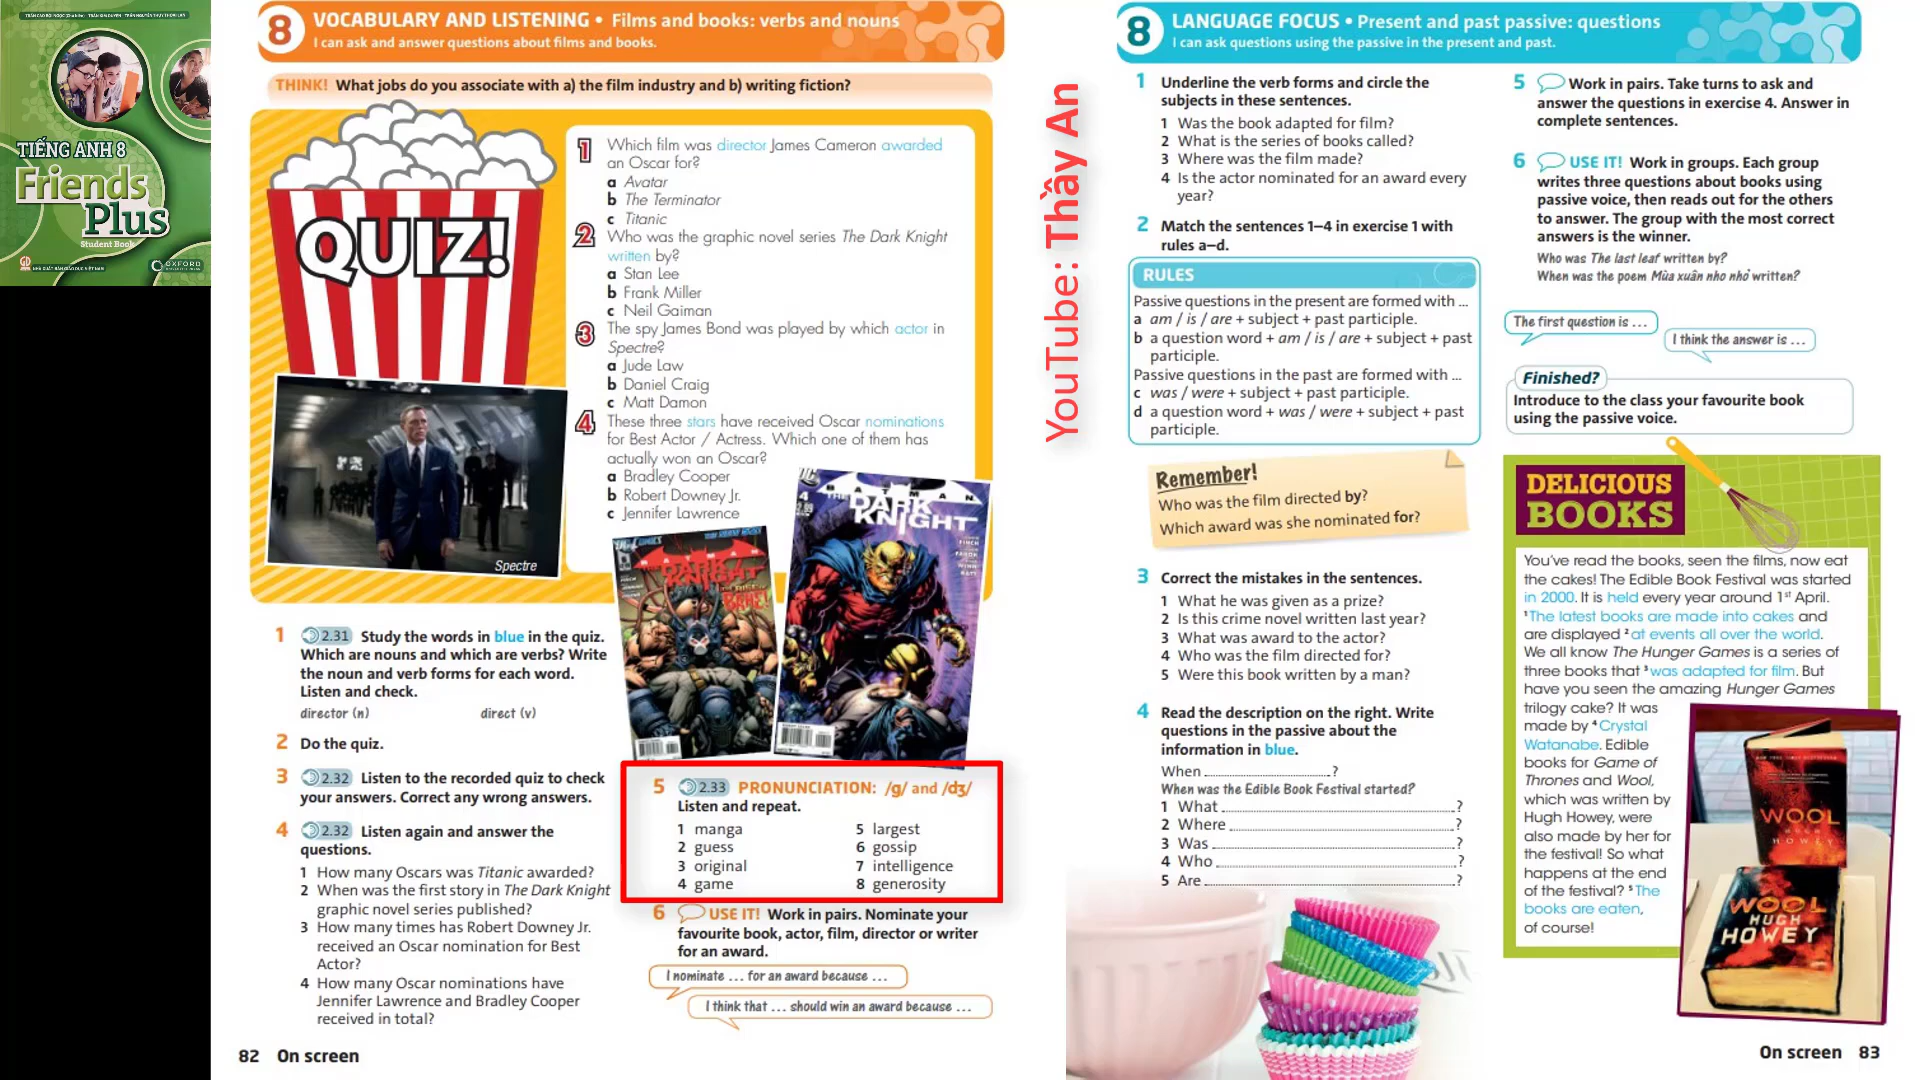 TIẾNG ANH 8
Friends
Plus
Student Book
NHÀ XUẤT BẢN GIÁO DỤC VIỆT NAM
OXFORD
8
VOCABULARY AND LISTENING • Films and books: verbs and nouns
I can ask and answer questions about films and books.
THINK! What jobs do you associate with a) the film industry and b) writing fiction?
QUIZ!
1 Which film was director James Cameron awarded
an Oscar for?
a Avatar
b The Terminator
c Titanic
2 Who was the graphic novel series The Dark Knight
written by?
a Stan Lee
b Frank Miller
c Neil Gaiman
3 The spy James Bond was played by which actor in
Spectre?
a Jude Law
b Daniel Craig
c Matt Damon
4 These three stars have received Oscar nominations
for Best Actor / Actress. Which one of them has
actually won an Oscar?
a Bradley Cooper
b Robert Downey Jr.
c Jennifer Lawrence
Spectre
BATMAN
THE DARK
KNIGHT
BATMAN
THE DARK
KNIGHT
1 2.31 Study the words in blue in the quiz.
Which are nouns and which are verbs? Write
the noun and verb forms for each word.
Listen and check.
director (n) direct (v)
2 Do the quiz.
3 2.32 Listen to the recorded quiz to check
your answers. Correct any wrong answers.
4 2.32 Listen again and answer the
questions.
1 How many Oscars was Titanic awarded?
2 When was the first story in The Dark Knight
graphic novel series published?
3 How many times has Robert Downey Jr.
received an Oscar nomination for Best
Actor?
4 How many Oscar nominations have
Jennifer Lawrence and Bradley Cooper
received in total?
5 2.33 PRONUNCIATION: /g/ and /dʒ/
Listen and repeat.
1 manga
2 guess
3 original
4 game
5 largest
6 gossip
7 intelligence
8 generosity
6 USE IT! Work in pairs. Nominate your
favourite book, actor, film, director or writer
for an award.
I nominate ... for an award because ...
I think that ... should win an award because ...
82 On screen
YouTube: Thầy An
8
LANGUAGE FOCUS • Present and past passive: questions
I can ask questions using the passive in the present and past.
1 Underline the verb forms and circle the
subjects in these sentences.
1 Was the book adapted for film?
2 What is the series of books called?
3 Where was the film made?
4 Is the actor nominated for an award every
year?
2 Match the sentences 1–4 in exercise 1 with
rules a–d.
RULES
Passive questions in the present are formed with ...
a am / is / are + subject + past participle.
b a question word + am / is / are + subject + past
participle.
Passive questions in the past are formed with ...
c was / were + subject + past participle.
d a question word + was / were + subject + past
participle.
Remember!
Who was the film directed by?
Which award was she nominated for?
3 Correct the mistakes in the sentences.
1 What he was given as a prize?
2 Is this crime novel written last year?
3 What was award to the actor?
4 Who was the film directed for?
5 Were this book written by a man?
4 Read the description on the right. Write
questions in the passive about the
information in blue.
When ..............................?
When was the Edible Book Festival started?
1 What ..............................?
2 Where ..............................?
3 Was ..............................?
4 Who ..............................?
5 Are ..............................?
5 Work in pairs. Take turns to ask and
answer the questions in exercise 4. Answer in
complete sentences.
6 USE IT! Work in groups. Each group
writes three questions about books using
passive voice, then reads out for the others
to answer. The group with the most correct
answers is the winner.
Who was The last leaf written by?
When was the poem Mùa xuân nho nhỏ written?
The first question is ...
I think the answer is ...
Finished?
Introduce to the class your favourite book
using the passive voice.
DELICIOUS
BOOKS
You've read the books, seen the films, now eat
the cakes! The Edible Book Festival was started
in 2000. It is held every year around 1st April.
1 The latest books are made into cakes and
are displayed 2 at events all over the world.
We all know The Hunger Games is a series of
three books that 3 was adapted for film. But
have you seen the amazing Hunger Games
trilogy cake? It was
made by 4 Crystal
Watanabe. Edible
books for Game of
Thrones and Wool,
which was written by
Hugh Howey, were
also made by her for
the festival! So what
happens at the end
of the festival? 5 The
books are eaten,
of course!
WOOL
HUGH
HOWEY
WOOL
HUGH
HOWEY
On screen 83